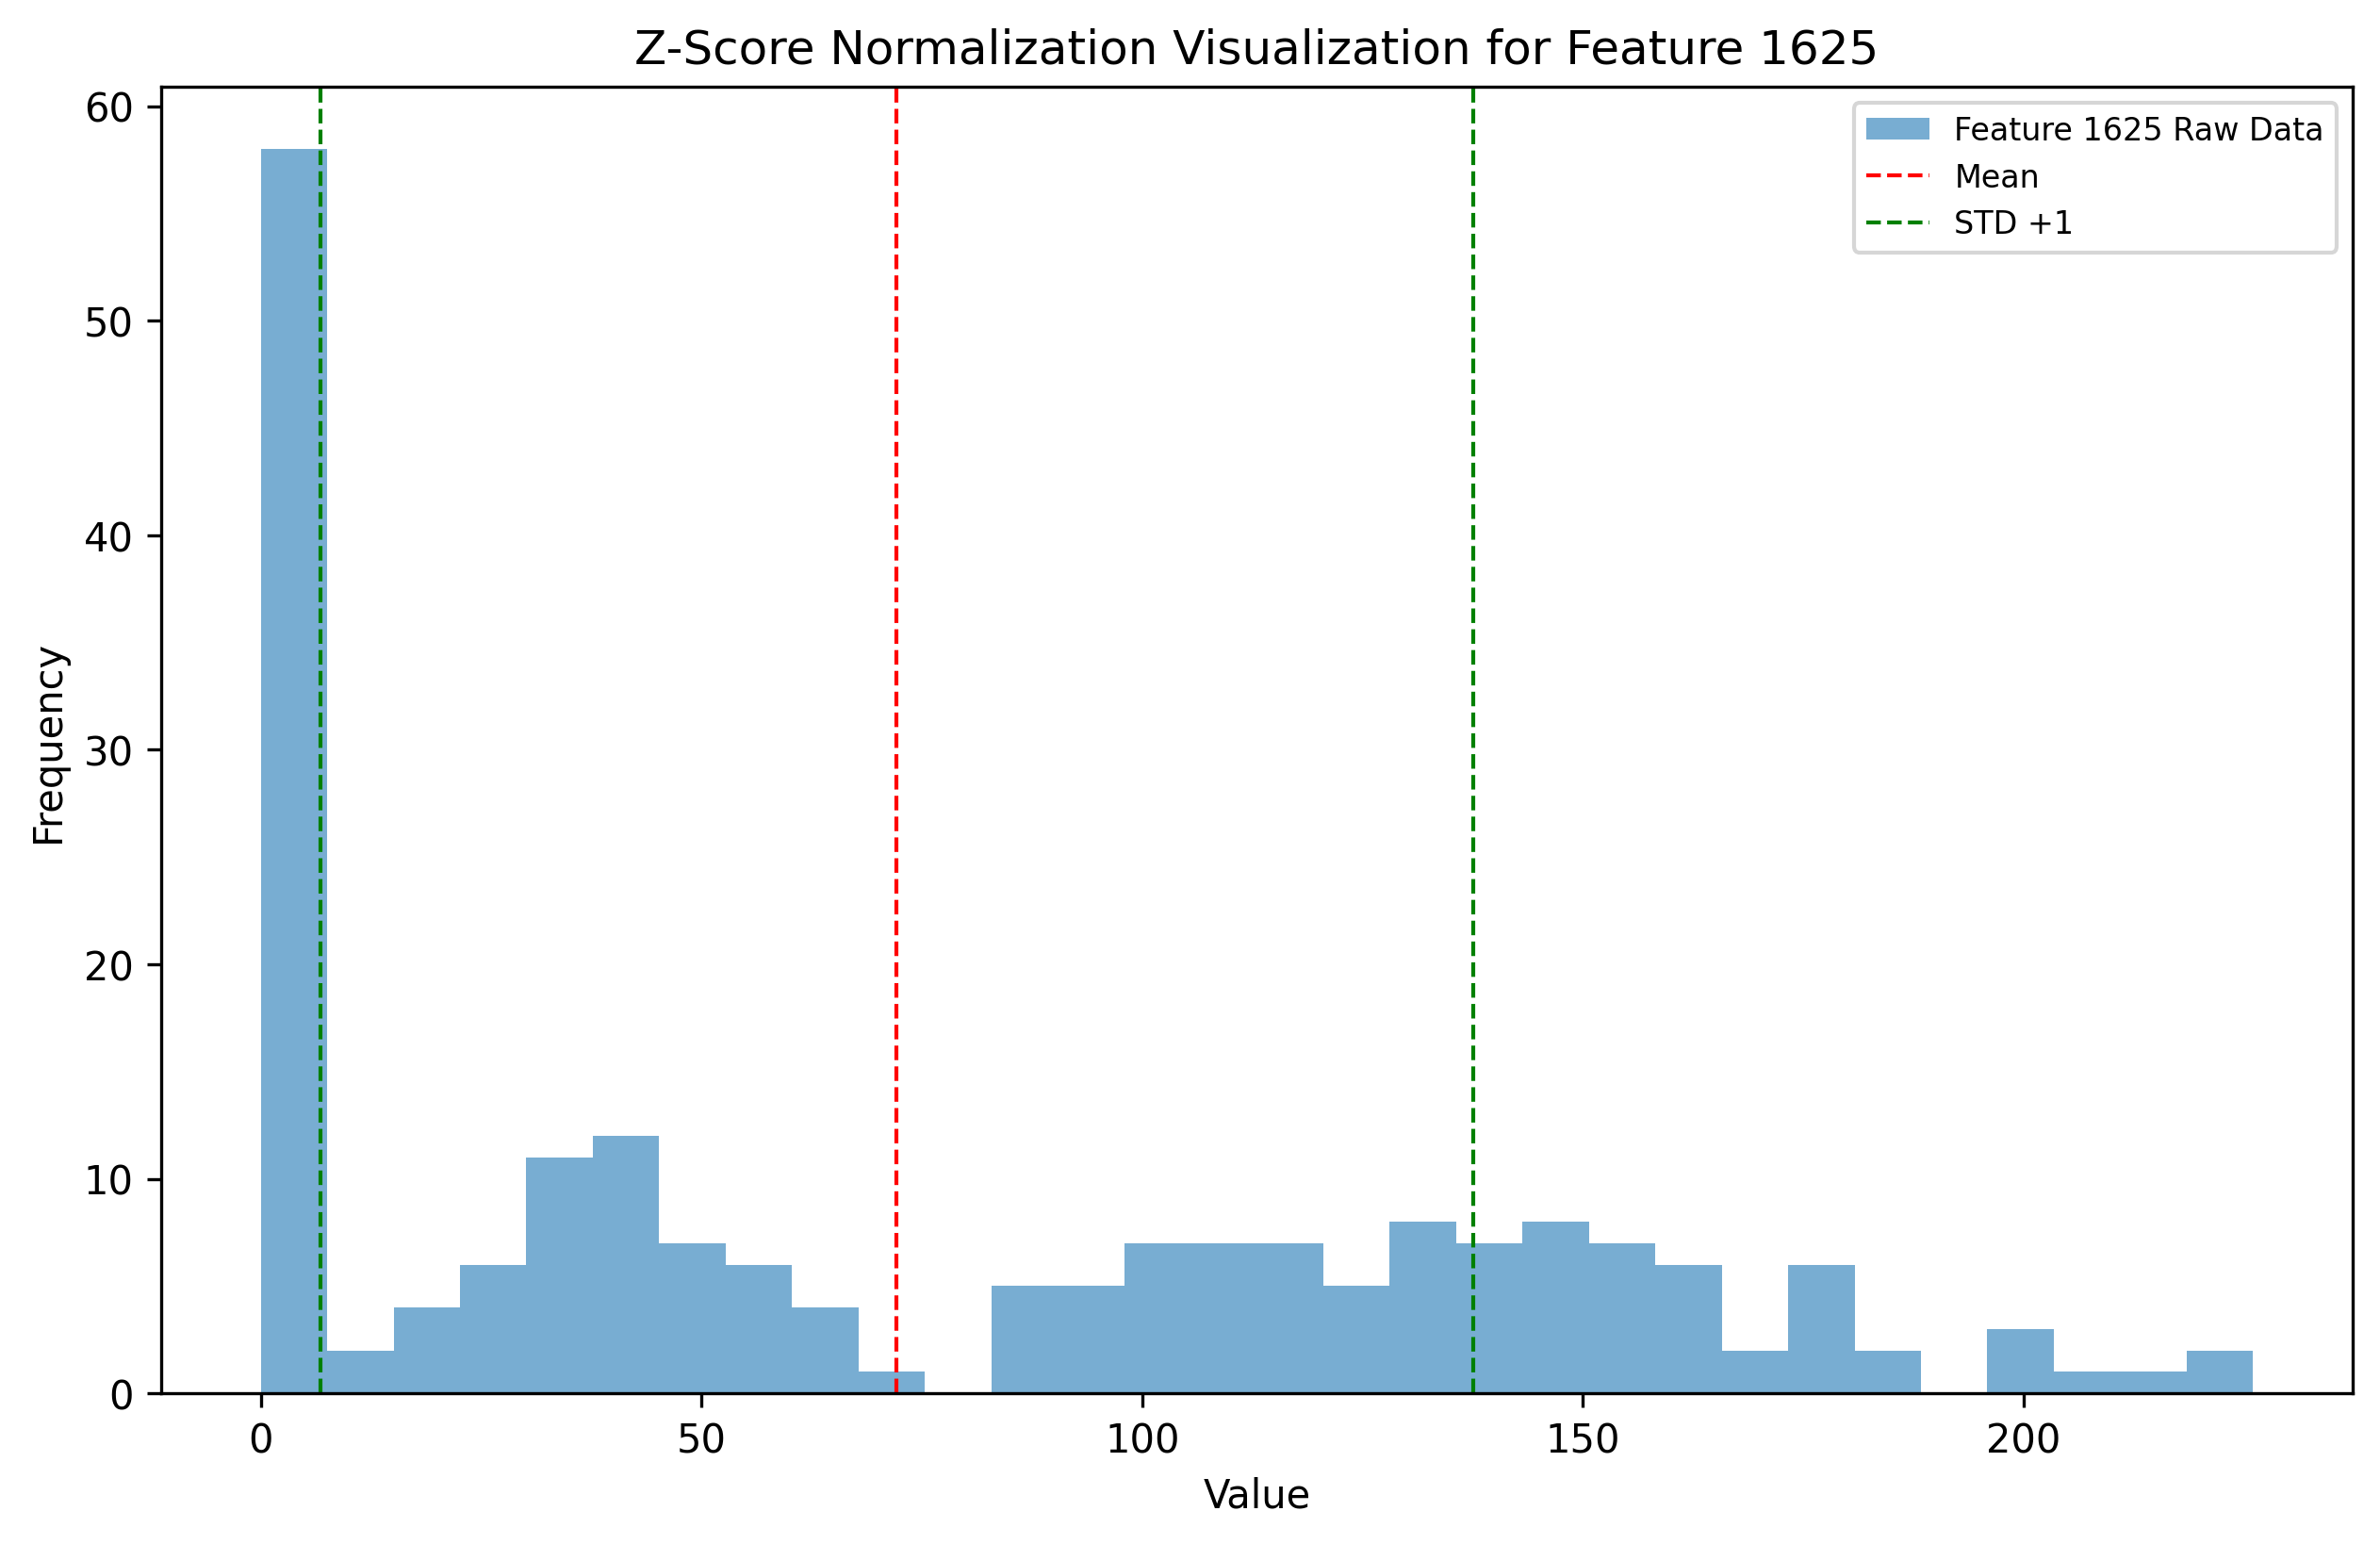 Z-Score Normalization Visualization for Feature 1625
Feature 1625 Raw Data
Mean
STD +1
60
50
40
30
20
10
0
Frequency
0 50 100 150 200
Value